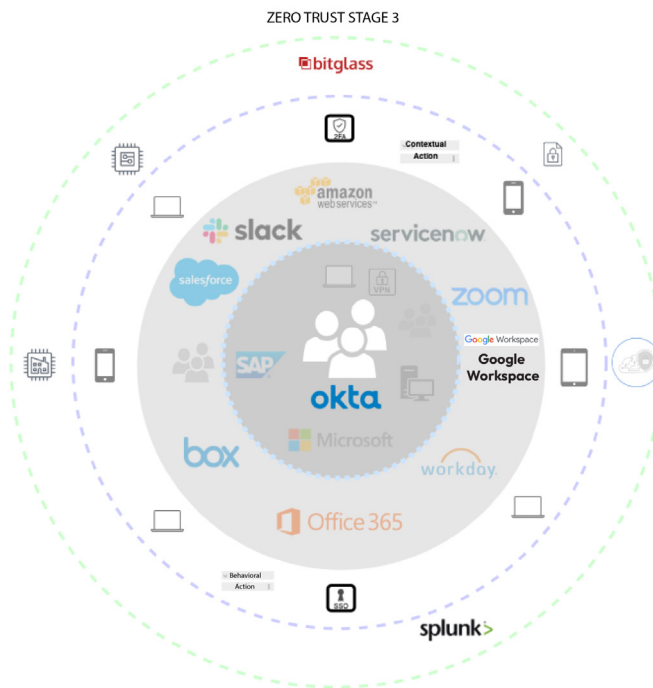 ZERO TRUST STAGE 3
bitglass
2FA
Contextual
Action
amazon
web services™
slack
servicenow
salesforce
VPN
zoom
Google Workspace
Google
Workspace
SAP
okta
Microsoft
box
workday.
Office 365
Behavioral
Action
SSO
splunk>